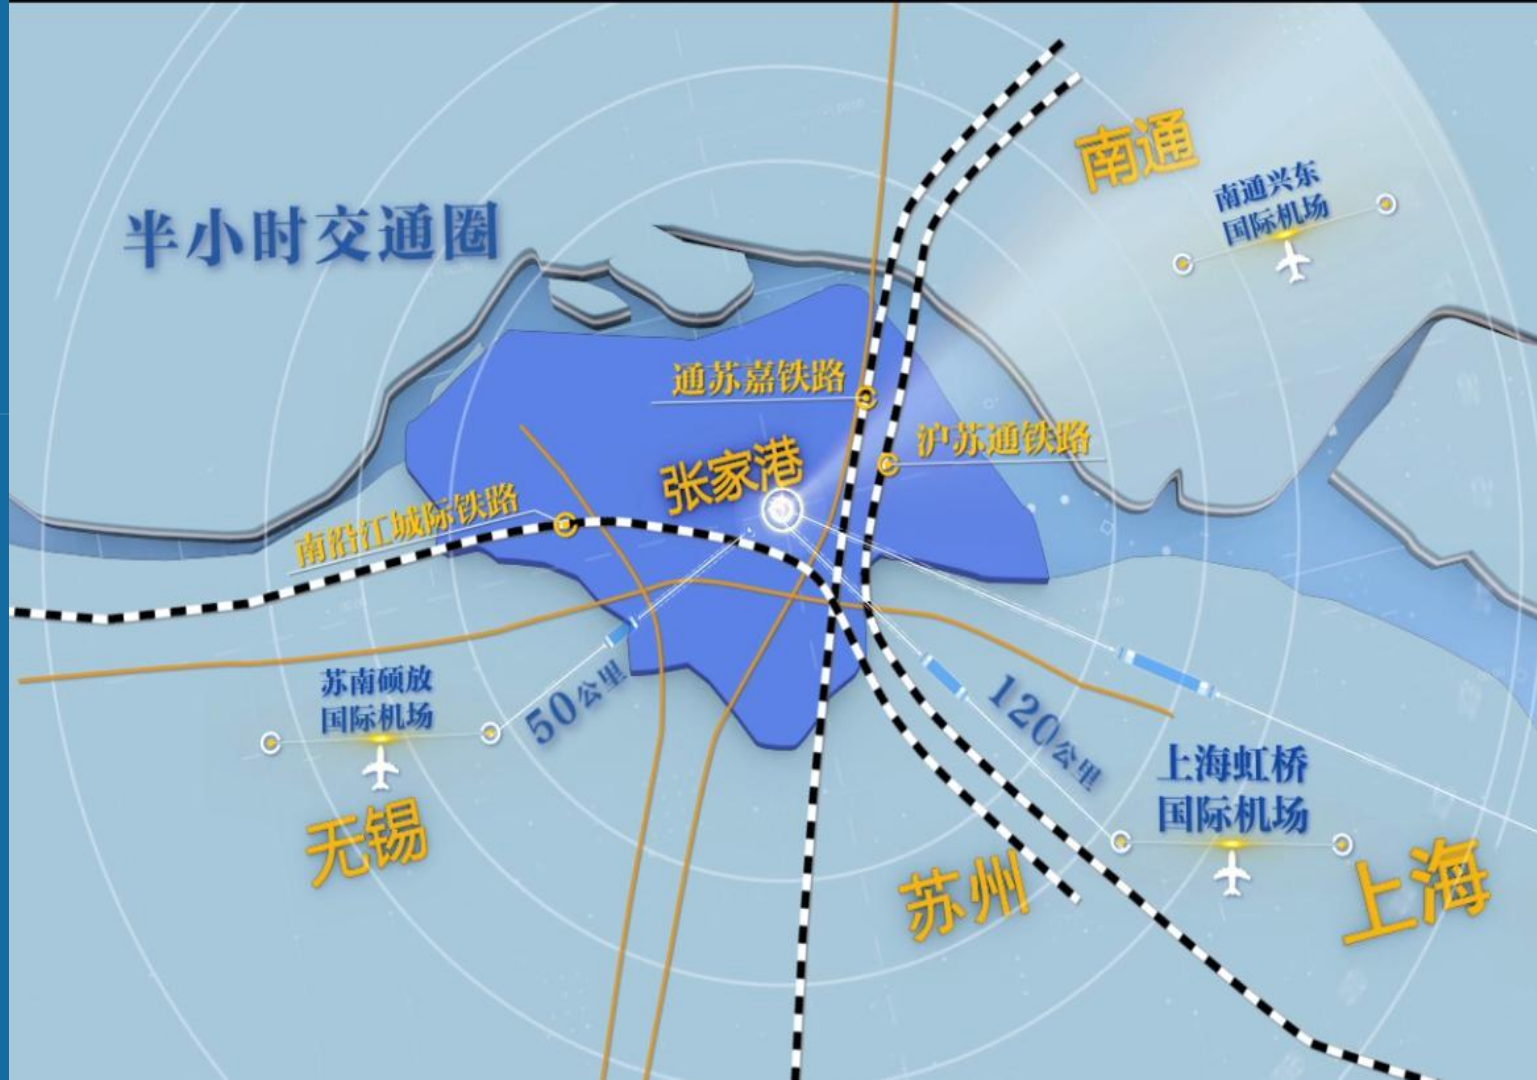 南通
南通兴东
国际机场
半小时交通圈
通苏嘉铁路
沪苏通铁路
张家港
南沿江城际铁路
苏南硕放
国际机场
50公里
120公里
上海虹桥
国际机场
无锡
苏州
上海